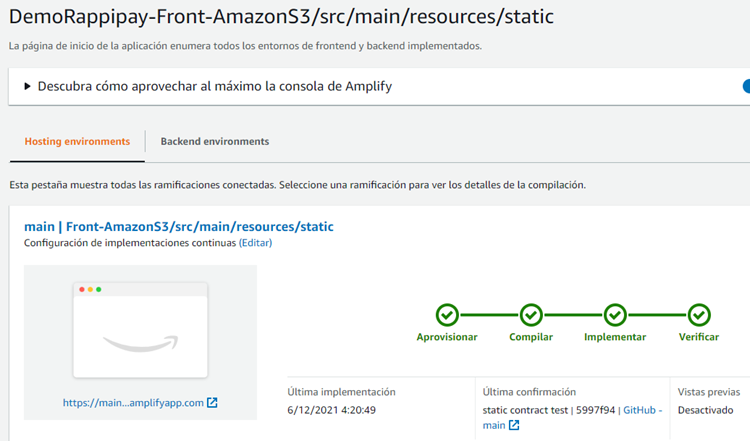 DemoRappipay-Front-AmazonS3/src/main/resources/static
La página de inicio de la aplicación enumera todos los entornos de frontend y backend implementados.
Descubra cómo aprovechar al máximo la consola de Amplify
Hosting environments
Backend environments
Esta pestaña muestra todas las ramificaciones conectadas. Seleccione una ramificación para ver los detalles de la compilación.
main | Front-AmazonS3/src/main/resources/static
Configuración de implementaciones continuas (Editar)
https://main...amplifyapp.com
Aprovisionar
Compilar
Implementar
Verificar
Última implementación
6/12/2021 4:20:49
Última confirmación
static contract test | 5997f94 | GitHub -
main
Vistas previas
Desactivado